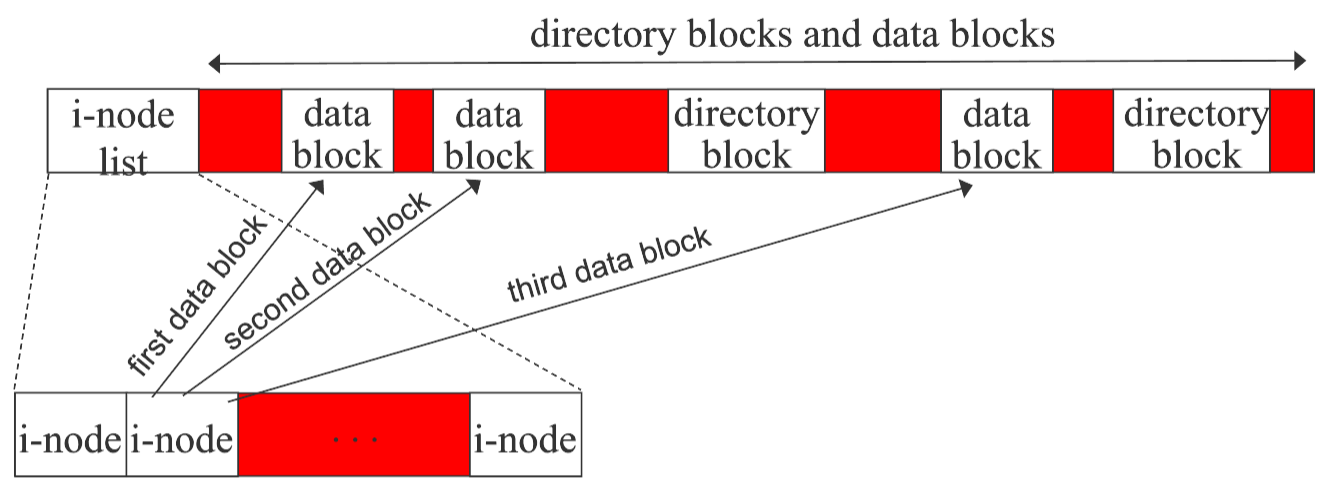 directory blocks and data blocks
i-node
list
data
block
data
block
directory
block
data
block
directory
block
first data block
second data block
third data block
i-node
i-node
. . .
i-node